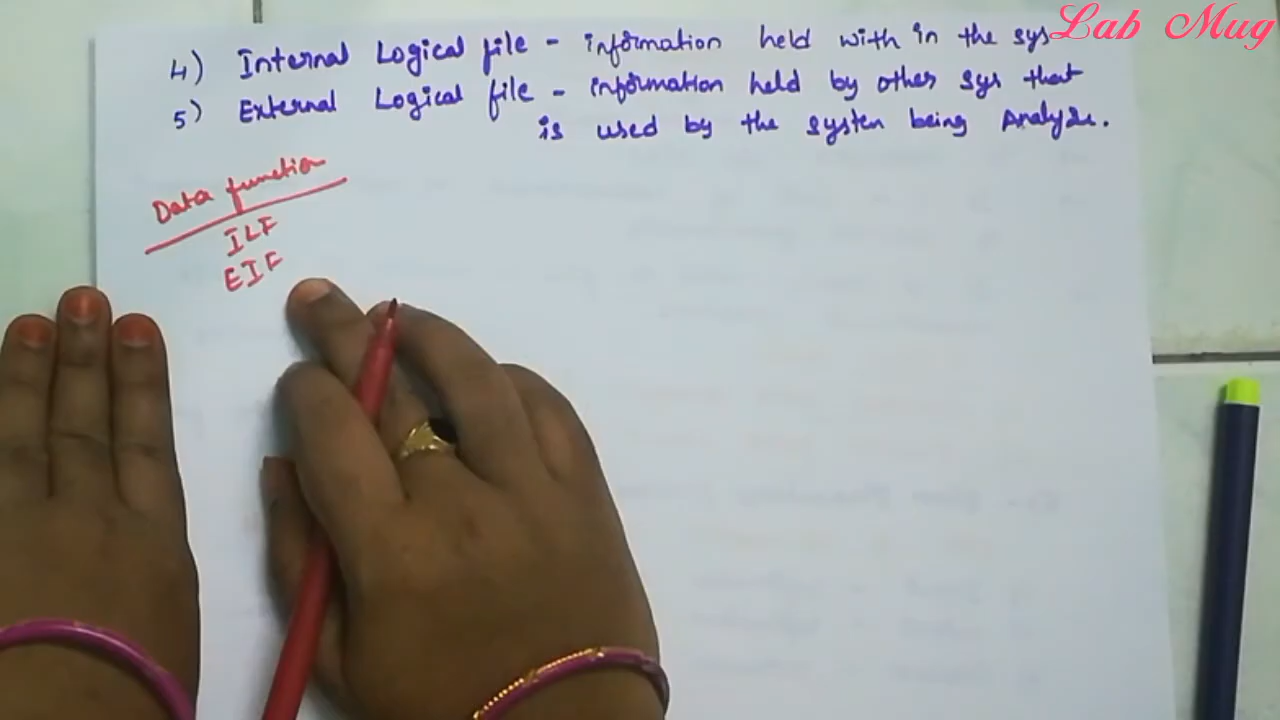 Lab Mug
4) Internal Logical file - information held with in the sys
5) External Logical file - information held by other sys that
is used by the system being Analyze.
Data function
ILF
EIF